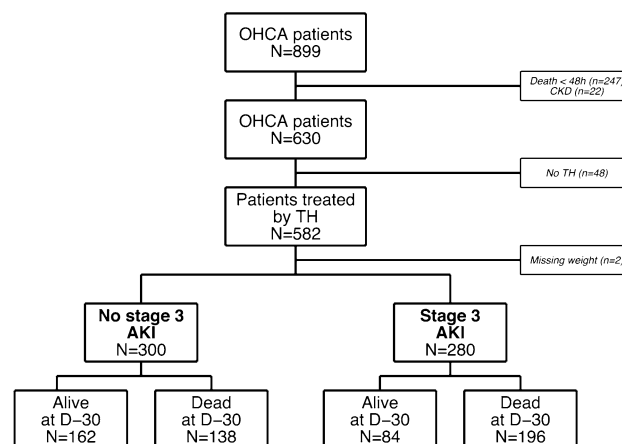 OHCA patients
N=899
Death < 48h (n=247)
CKD (n=22)
OHCA patients
N=630
No TH (n=48)
Patients treated
by TH
N=582
Missing weight (n=2)
No stage 3
AKI
N=300
Stage 3
AKI
N=280
Alive
at D−30
N=162
Dead
at D−30
N=138
Alive
at D−30
N=84
Dead
at D−30
N=196